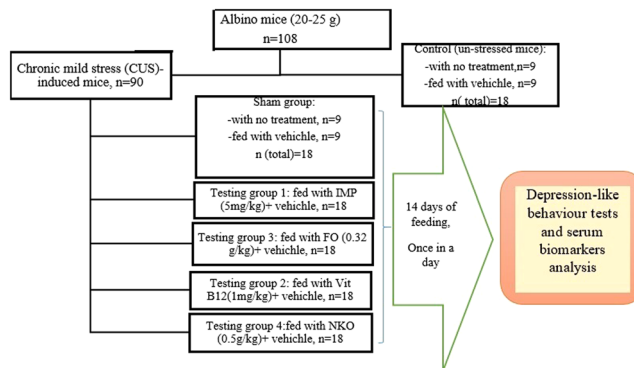 Albino mice (20-25 g)
n=108
Chronic mild stress (CUS)-
induced mice, n=90
Control (un-stressed mice):
-with no treatment,n=9
-fed with vehichle, n=9
n( total)=18
Sham group:
-with no treatment, n=9
-fed with vehichle, n=9
n (total)=18
Testing group 1: fed with IMP
(5mg/kg)+ vehichle, n=18
Testing group 3: fed with FO (0.32
g/kg)+ vehichle, n=18
Testing group 2: fed with Vit
B12(1mg/kg)+ vehichle, n=18
Testing group 4:fed with NKO
(0.5g/kg)+ vehichle, n=18
14 days of
feeding,
Once in a
day
Depression-like
behaviour tests
and serum
biomarkers
analysis